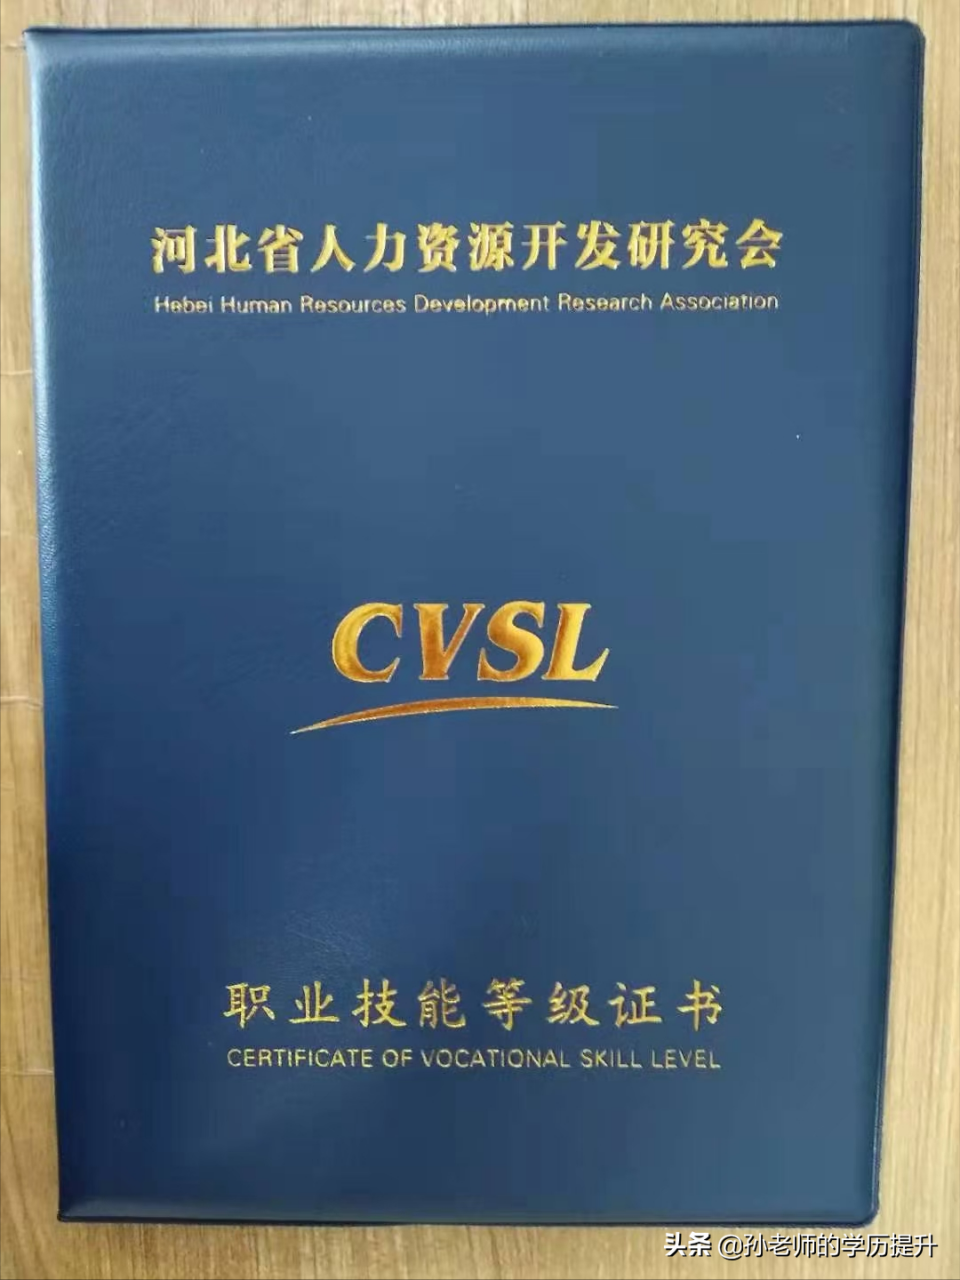 河北省人力资源开发研究会
Hebei Human Resources Development Research Association
CVSL
职业技能等级证书
CERTIFICATE OF VOCATIONAL SKILL LEVEL
头条 @孙老师的学历提升